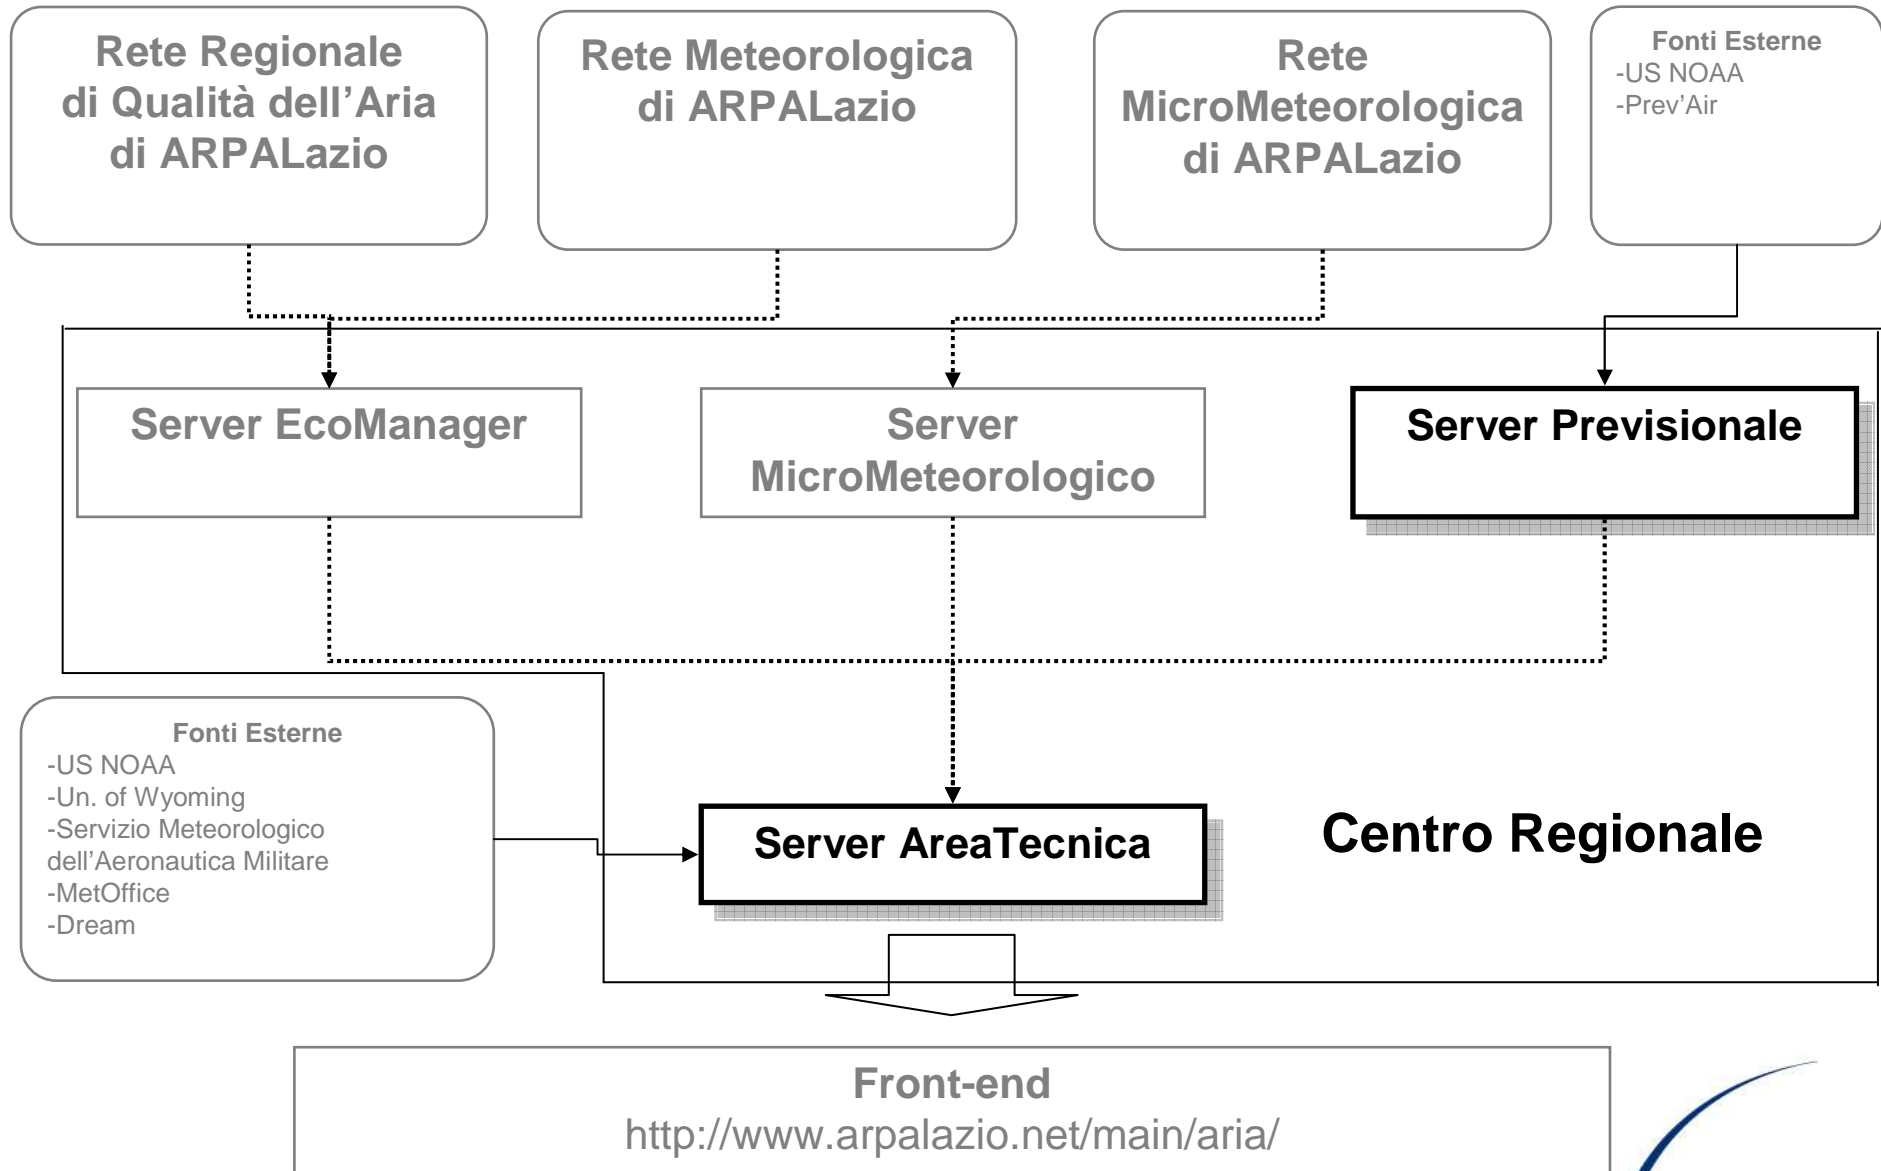 Rete Regionale
di Qualità dell’Aria
di ARPALazio
Rete Meteorologica
di ARPALazio
Rete
MicroMeteorologica
di ARPALazio
Fonti Esterne
-US NOAA
-Prev’Air
Server EcoManager
Server
MicroMeteorologico
Server Previsionale
Fonti Esterne
-US NOAA
-Un. of Wyoming
-Servizio Meteorologico
dell’Aeronautica Militare
-MetOffice
-Dream
Server AreaTecnica
Centro Regionale
Front-end
http://www.arpalazio.net/main/aria/